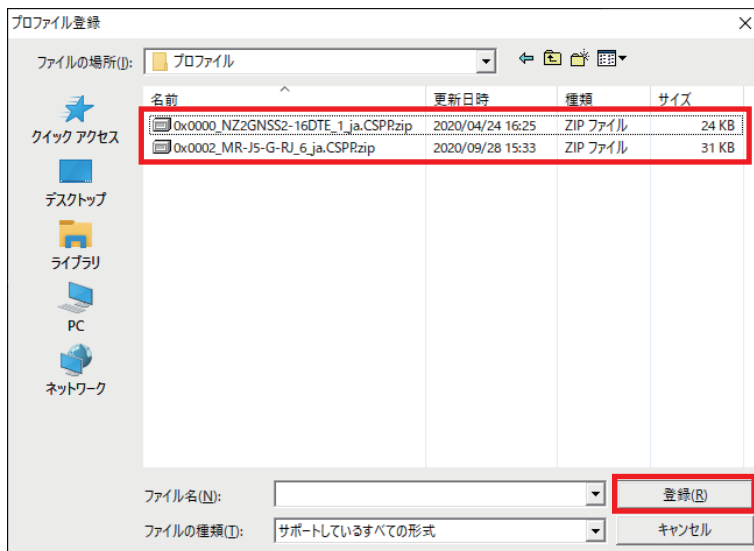 プロファイル登録
ファイルの場所(I): プロファイル
名前 更新日時 種類 サイズ
0x0000_NZ2GNSS2-16DTE_1_ja.CSPP.zip 2020/04/24 16:25 ZIP ファイル 24 KB
0x0002_MR-J5-G-RJ_6_ja.CSPP.zip 2020/09/28 15:33 ZIP ファイル 31 KB
クイック アクセス
デスクトップ
ライブラリ
PC
ネットワーク
ファイル名(N): 登録(R)
ファイルの種類(T): サポートしているすべての形式 キャンセル